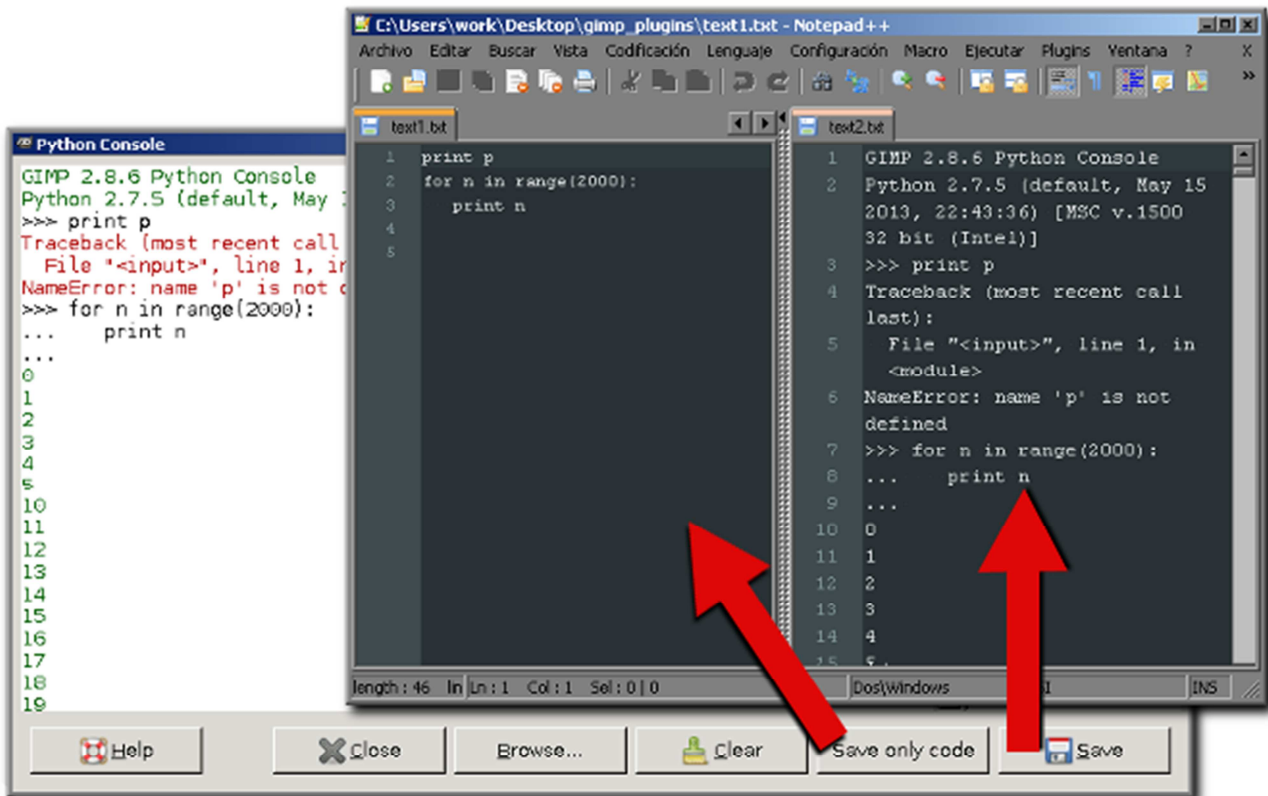 C:\Users\work\Desktop\gimp_plugins\text1.txt - Notepad++
Archivo Editar Buscar Vista Codificación Lenguaje Configuración Macro Ejecutar Plugins Ventana ? X
text1.txt
1 print p
2 for n in range(2000):
3 print n
4
5
text2.txt
1 GIMP 2.8.6 Python Console
2 Python 2.7.5 (default, May 15
2013, 22:43:36) [MSC v.1500
32 bit (Intel)]
3 >>> print p
4 Traceback (most recent call
last):
5 File "<input>", line 1, in
<module>
6 NameError: name 'p' is not
defined
7 >>> for n in range(2000):
8 ... print n
9 ...
10 0
11 1
12 2
13 3
14 4
15 5
length : 46 lin Ln : 1 Col : 1 Sel : 0 | 0 Dos\Windows INS
Python Console
GIMP 2.8.6 Python Console
Python 2.7.5 (default, May
>>> print p
Traceback (most recent call
File "<input>", line 1, in
NameError: name 'p' is not
>>> for n in range(2000):
... print n
...
0
1
2
3
4
5
10
11
12
13
14
15
16
17
18
19
Help Close Browse... Clear Save only code Save